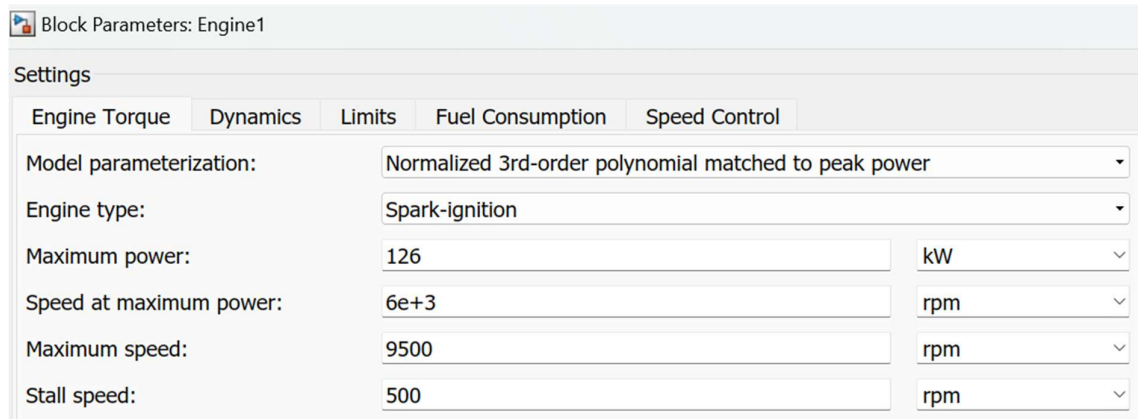 Block Parameters: Engine1
Settings
Engine Torque Dynamics Limits Fuel Consumption Speed Control
Model parameterization: Normalized 3rd-order polynomial matched to peak power
Engine type: Spark-ignition
Maximum power: 126 kW
Speed at maximum power: 6e+3 rpm
Maximum speed: 9500 rpm
Stall speed: 500 rpm